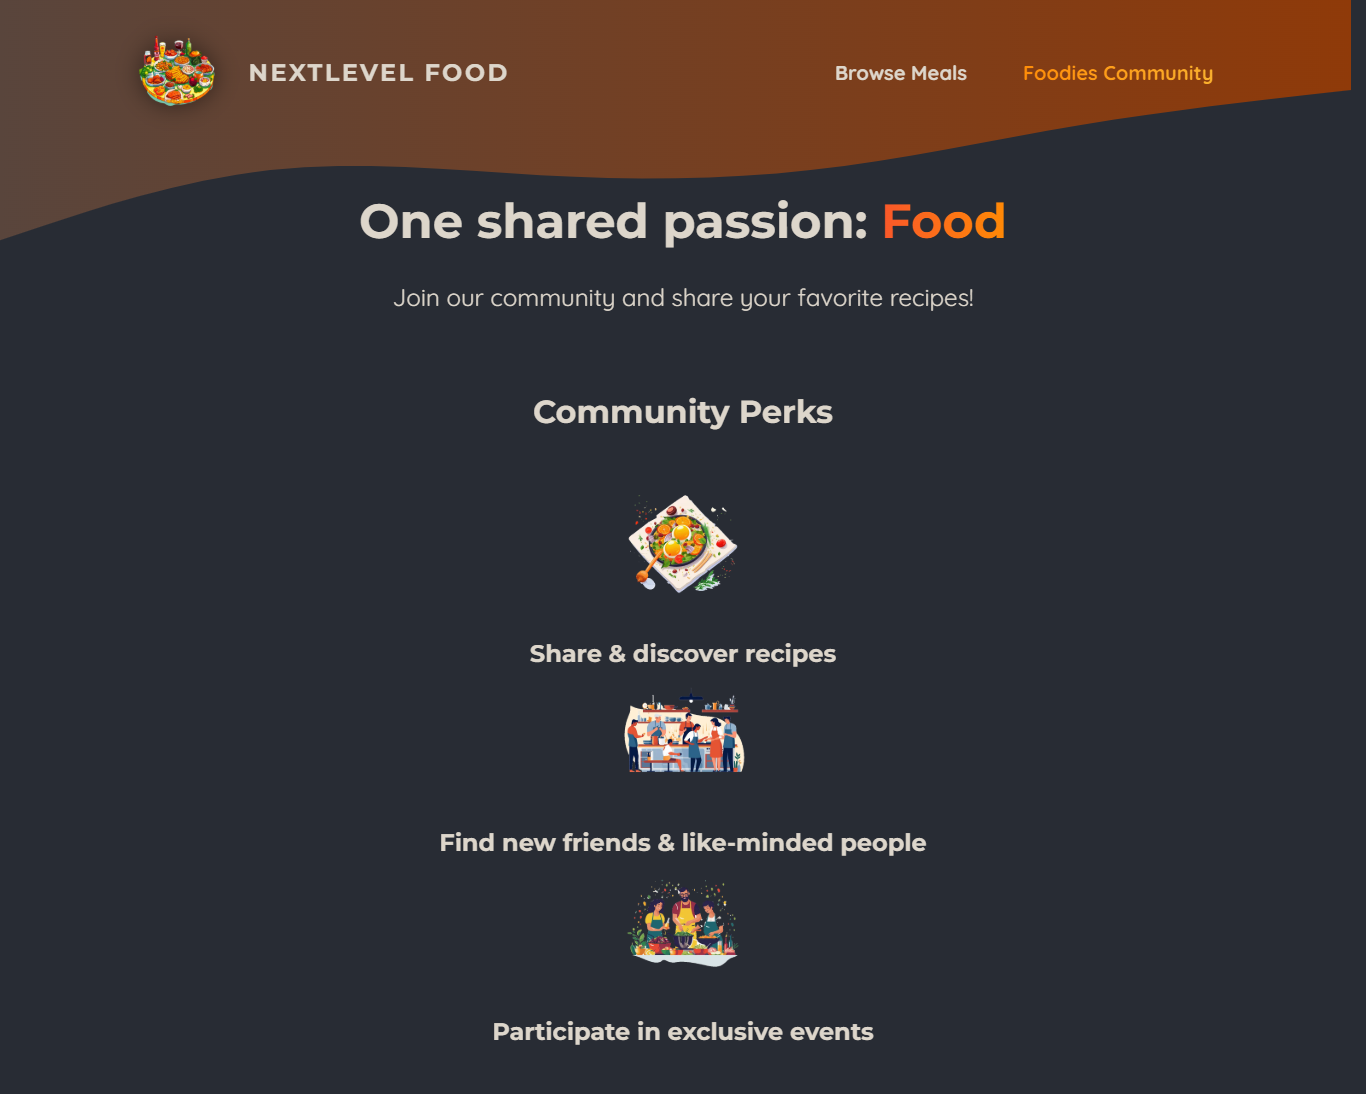 NEXTLEVEL FOOD
Browse Meals
Foodies Community
One shared passion: Food
Join our community and share your favorite recipes!
Community Perks
Share & discover recipes
Find new friends & like-minded people
Participate in exclusive events